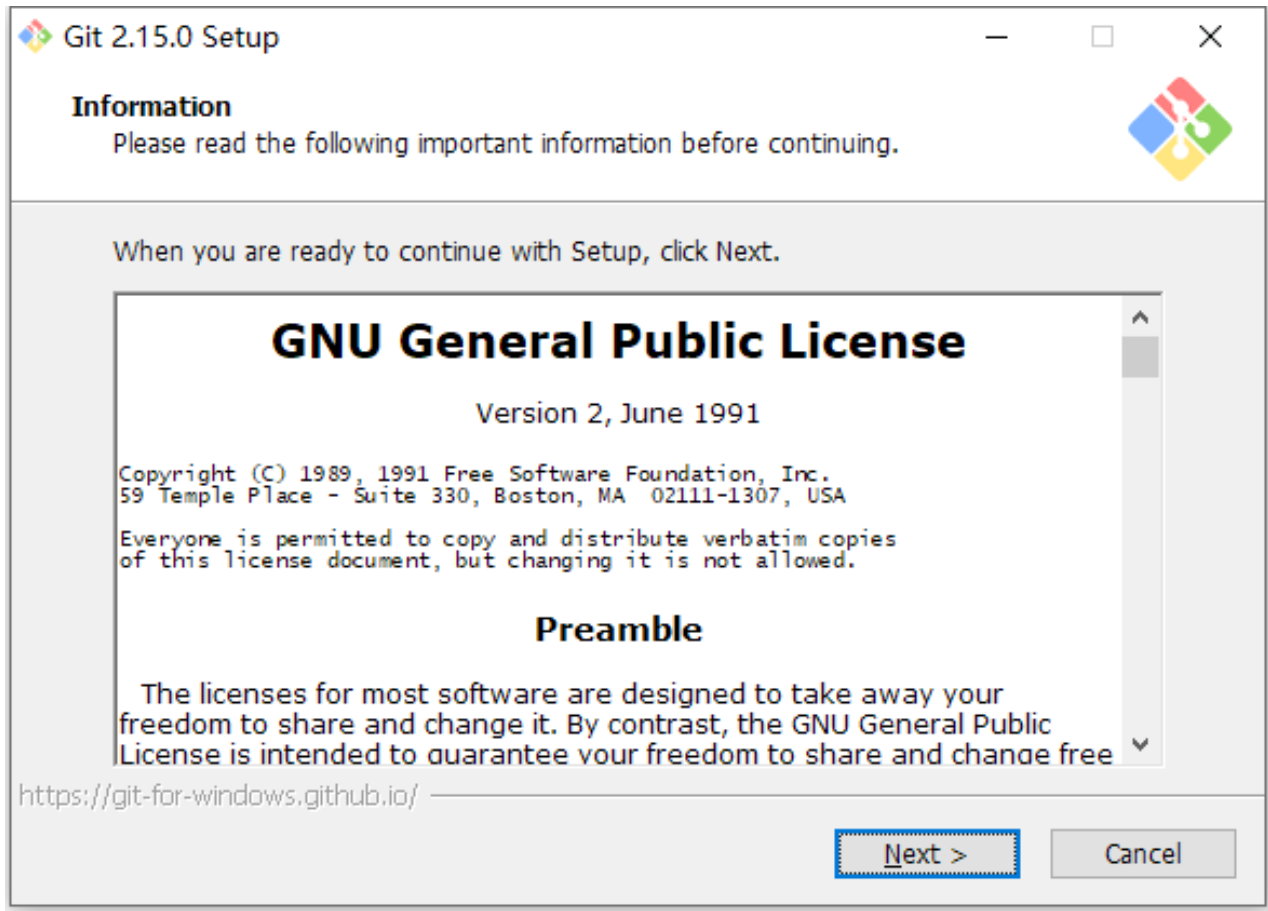 Git 2.15.0 Setup
Information
Please read the following important information before continuing.
When you are ready to continue with Setup, click Next.
GNU General Public License
Version 2, June 1991
Copyright (C) 1989, 1991 Free Software Foundation, Inc.
59 Temple Place - Suite 330, Boston, MA  02111-1307, USA
Everyone is permitted to copy and distribute verbatim copies
of this license document, but changing it is not allowed.
Preamble
The licenses for most software are designed to take away your
freedom to share and change it. By contrast, the GNU General Public
License is intended to guarantee your freedom to share and change free
https://git-for-windows.github.io/
Next >
Cancel